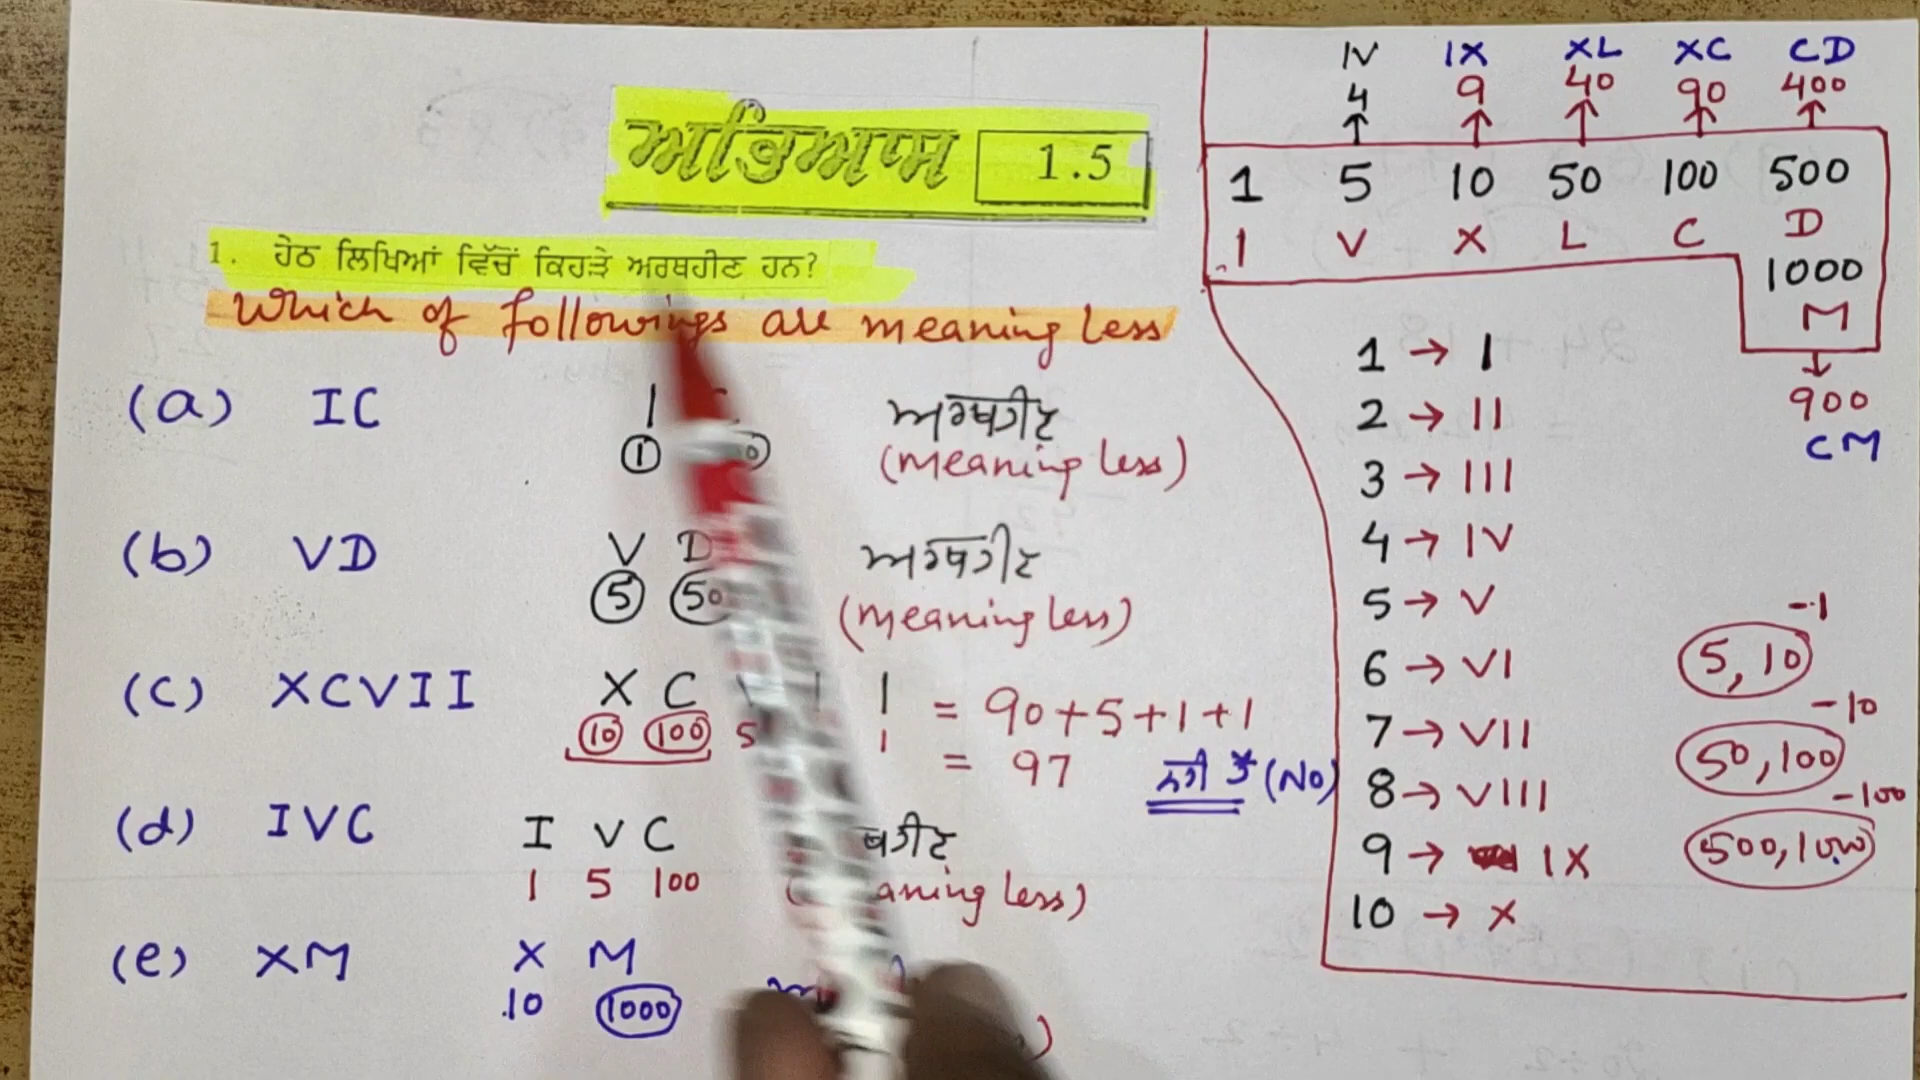 ਅਭਿਆਸ 1.5
1. ਹੇਠ ਲਿਖਿਆਂ ਵਿੱਚੋਂ ਕਿਹੜੇ ਅਰਥਹੀਣ ਹਨ?
Which of followings are meaning less
(a) IC I
1
ਅਰਥਹੀਣ
(meaning less)
(b) VD V D
5 50
ਅਰਥਹੀਣ
(meaning less)
(c) XCVII X C I = 90+5+1+1
10 100 5 1 = 97
(No)
(d) IVC I V C
1 5 100
(e) XM X M
10 1000
IV IX XL XC CD
4 9 40 90 400
1 5 10 50 100 500
I V X L C D
1000
M
900
CM
1 → I
2 → II
3 → III
4 → IV
5 → V
6 → VI
7 → VII
8 → VIII
9 → IX
10 → X
-1
5, 10
-10
50, 100
-100
500, 1000